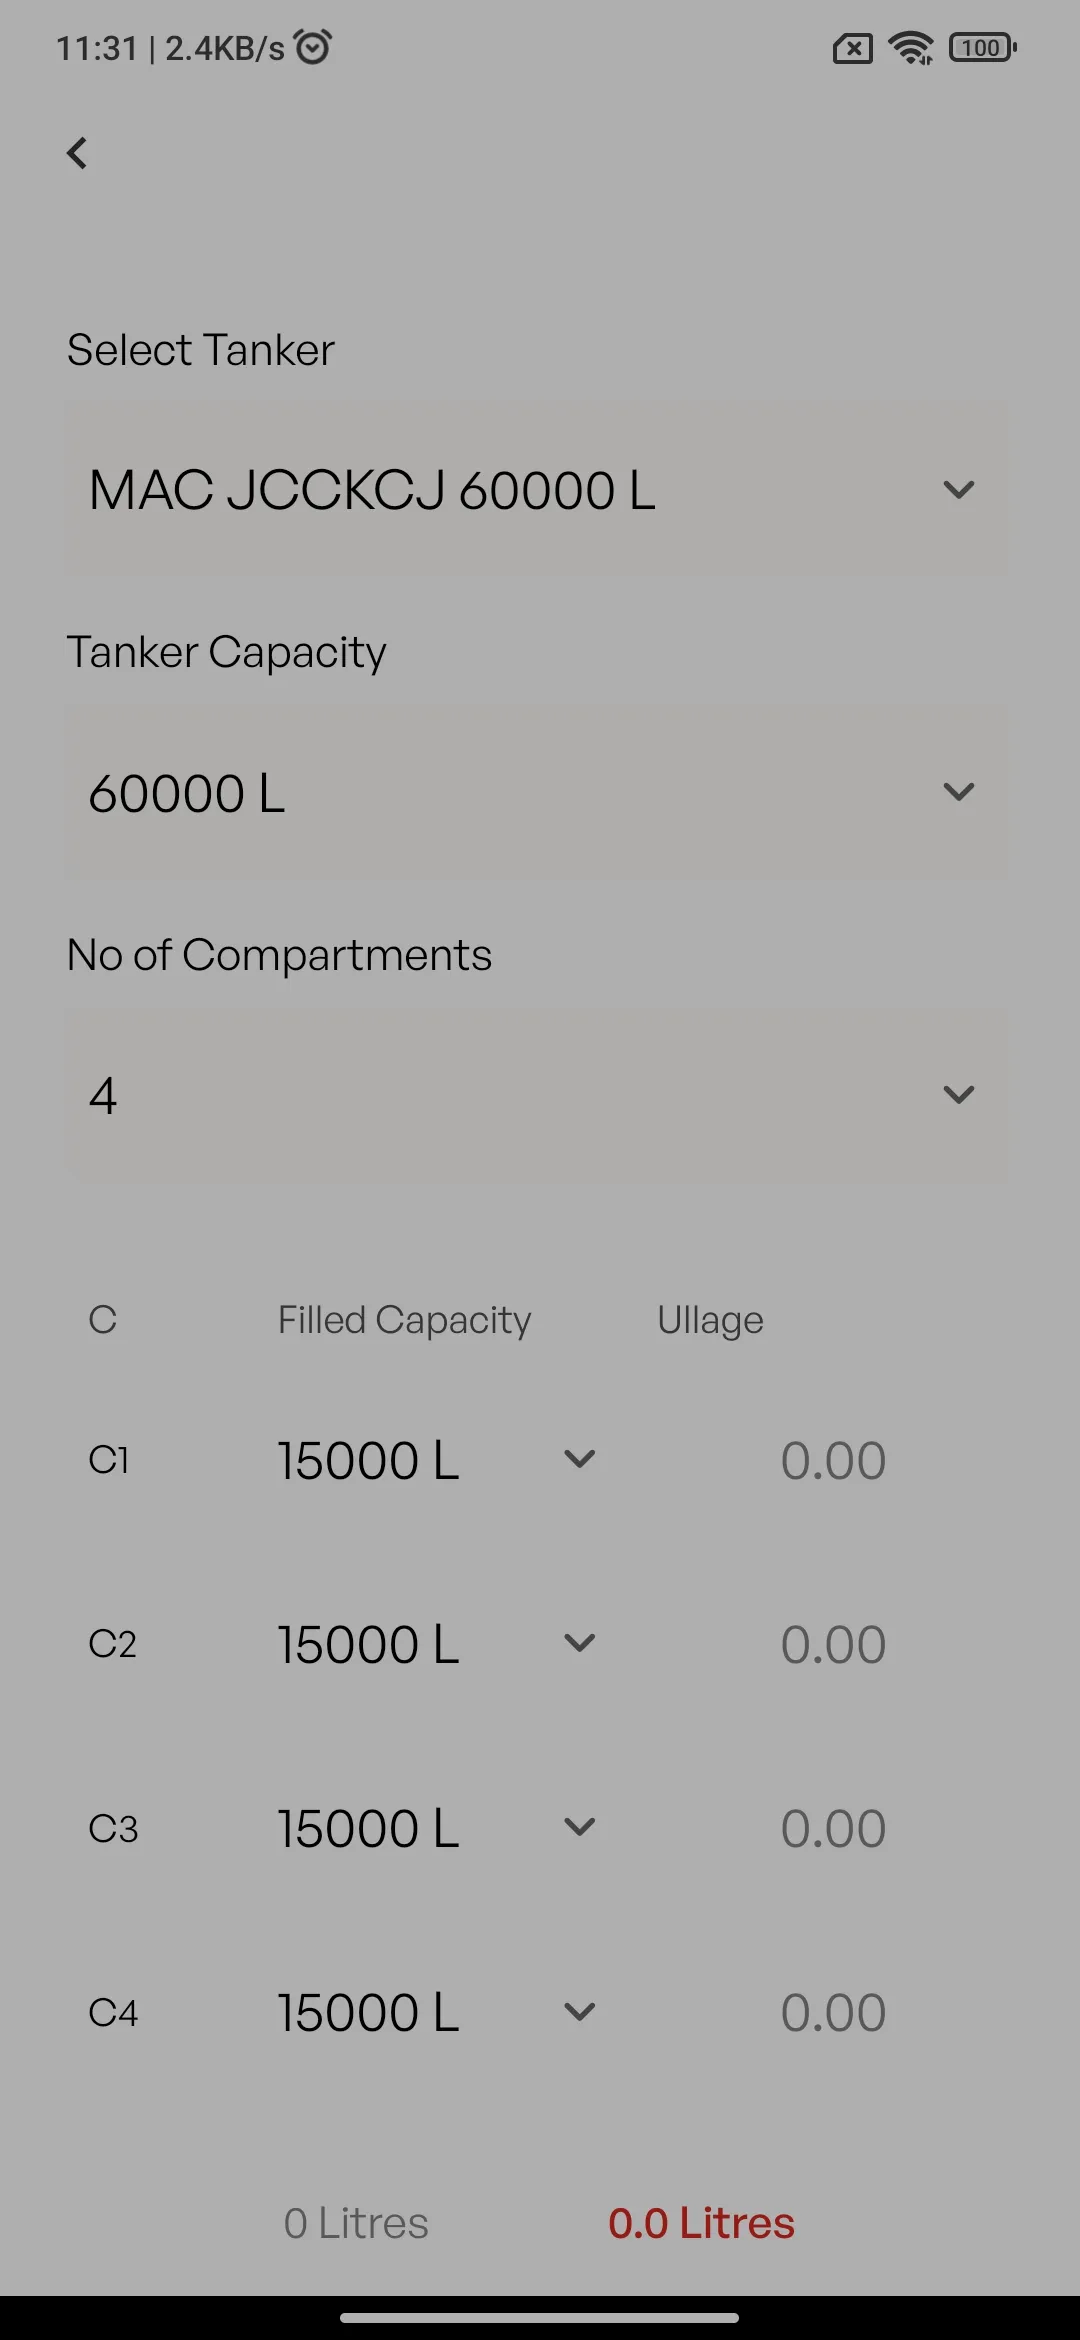 11:31 | 2.4KB/s
100
Select Tanker
MAC JCCKCJ 60000 L
Tanker Capacity
60000 L
No of Compartments
4
C Filled Capacity Ullage
C1 15000 L 0.00
C2 15000 L 0.00
C3 15000 L 0.00
C4 15000 L 0.00
0 Litres 0.0 Litres